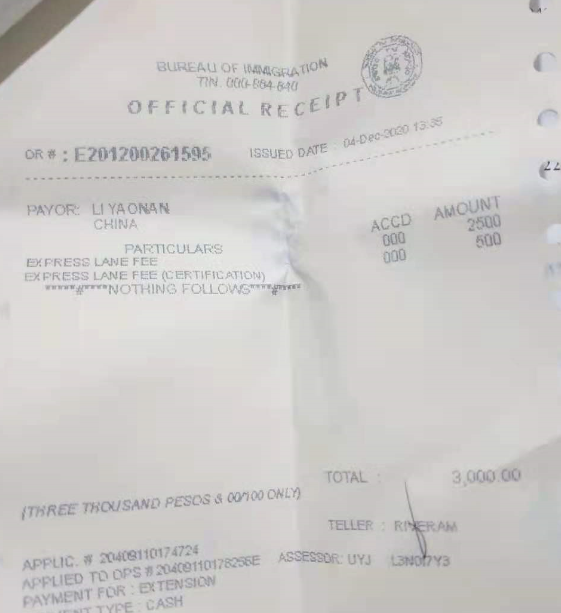 BUREAU OF IMMIGRATION
TIN: 000-884-840
OFFICIAL RECEIPT
OR # : E201200261595 ISSUED DATE : 04-Dec-2020 13:35
PAYOR: LI YAONAN
CHINA
ACCD AMOUNT
PARTICULARS
EXPRESS LANE FEE 000 2500
EXPRESS LANE FEE (CERTIFICATION) 000 500
*****#****NOTHING FOLLOWS****#*****
TOTAL : 3,000.00
(THREE THOUSAND PESOS & 00/100 ONLY)
TELLER : RIVERAM
APPLIC. # 20409110174724
APPLIED TO OPS # 20409110178256E ASSESSOR: UYJ
PAYMENT FOR : EXTENSION
PAYMENT TYPE : CASH